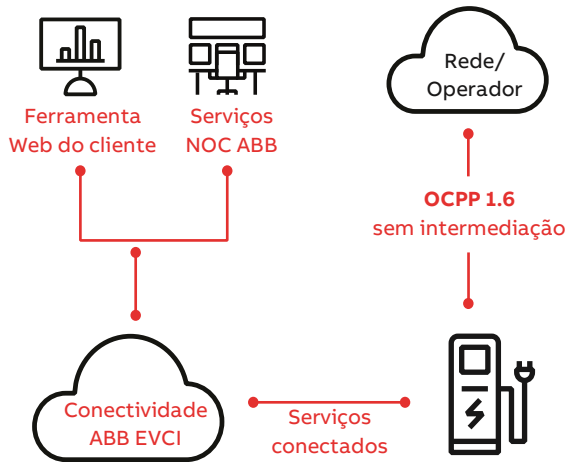 Ferramenta
Web do cliente
Serviços
NOC ABB
Rede/
Operador
OCPP 1.6
sem intermediação
Conectividade
ABB EVCI
Serviços
conectados